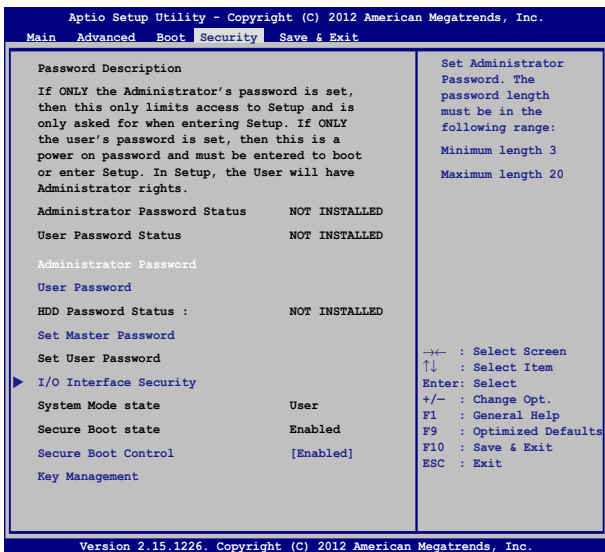 Aptio Setup Utility - Copyright (C) 2012 American Megatrends, Inc.
Main Advanced Boot Security Save & Exit
Password Description
If ONLY the Administrator's password is set,
then this only limits access to Setup and is
only asked for when entering Setup. If ONLY
the user's password is set, then this is a
power on password and must be entered to boot
or enter Setup. In Setup, the User will have
Administrator rights.
Administrator Password Status NOT INSTALLED
User Password Status NOT INSTALLED
Administrator Password
User Password
HDD Password Status : NOT INSTALLED
Set Master Password
Set User Password
I/O Interface Security
System Mode state User
Secure Boot state Enabled
Secure Boot Control [Enabled]
Key Management
Set Administrator
Password. The
password length
must be in the
following range:
Minimum length 3
Maximum length 20
→← : Select Screen
↑↓ : Select Item
Enter: Select
+/— : Change Opt.
F1 : General Help
F9 : Optimized Defaults
F10 : Save & Exit
ESC : Exit
Version 2.15.1226. Copyright (C) 2012 American Megatrends, Inc.